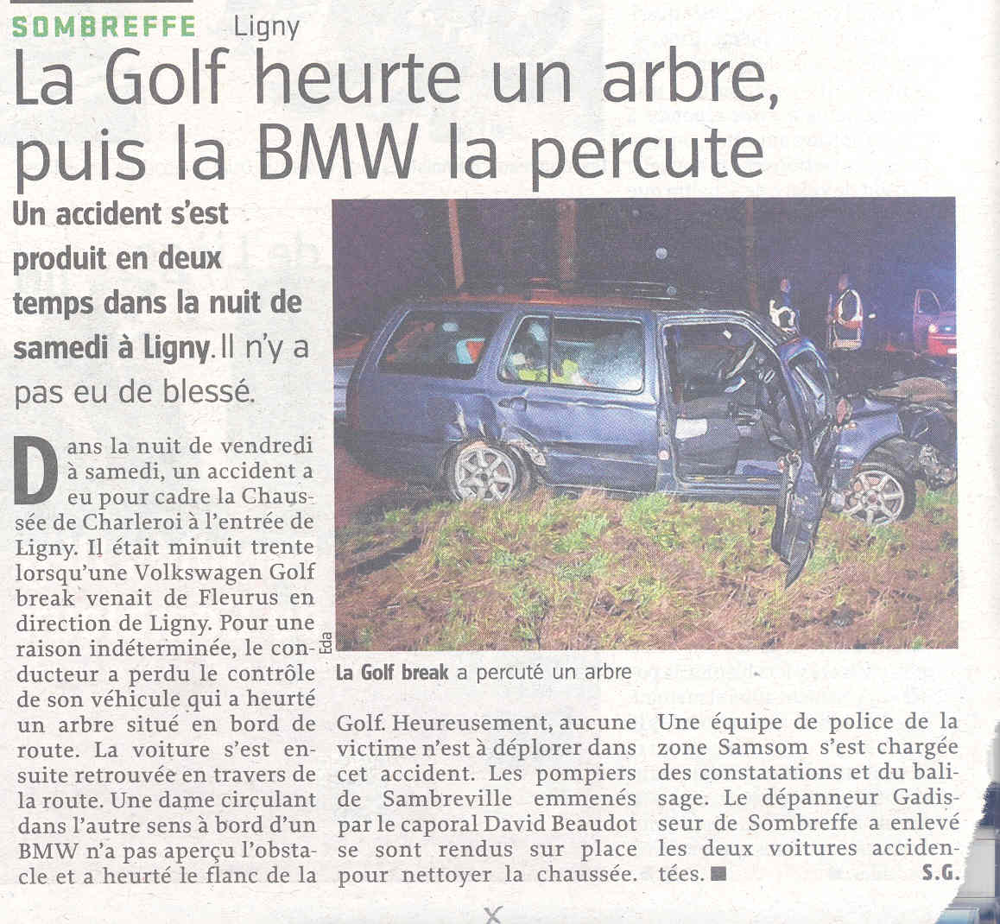 SOMBREFFE Ligny
La Golf heurte un arbre,
puis la BMW la percute
Un accident s'est
produit en deux
temps dans la nuit de
samedi à Ligny. Il n'y a
pas eu de blessé.
Dans la nuit de vendredi
à samedi, un accident a
eu pour cadre la Chaus-
sée de Charleroi à l'entrée de
Ligny. Il était minuit trente
lorsqu'une Volkswagen Golf
break venait de Fleurus en
direction de Ligny. Pour une
raison indéterminée, le con-
ducteur a perdu le contrôle
de son véhicule qui a heurté
un arbre situé en bord de
route. La voiture s'est en-
suite retrouvée en travers de
la route. Une dame circulant
dans l'autre sens à bord d'un
BMW n'a pas aperçu l'obsta-
cle et a heurté le flanc de la
Eda
La Golf break a percuté un arbre
Golf. Heureusement, aucune
victime n'est à déplorer dans
cet accident. Les pompiers
de Sambreville emmenés
par le caporal David Beaudot
se sont rendus sur place
pour nettoyer la chaussée.
Une équipe de police de la
zone Samsom s'est chargée
des constatations et du bali-
sage. Le dépanneur Gadis-
seur de Sombreffe a enlevé
les deux voitures acciden-
tées. ■ S.G.
X